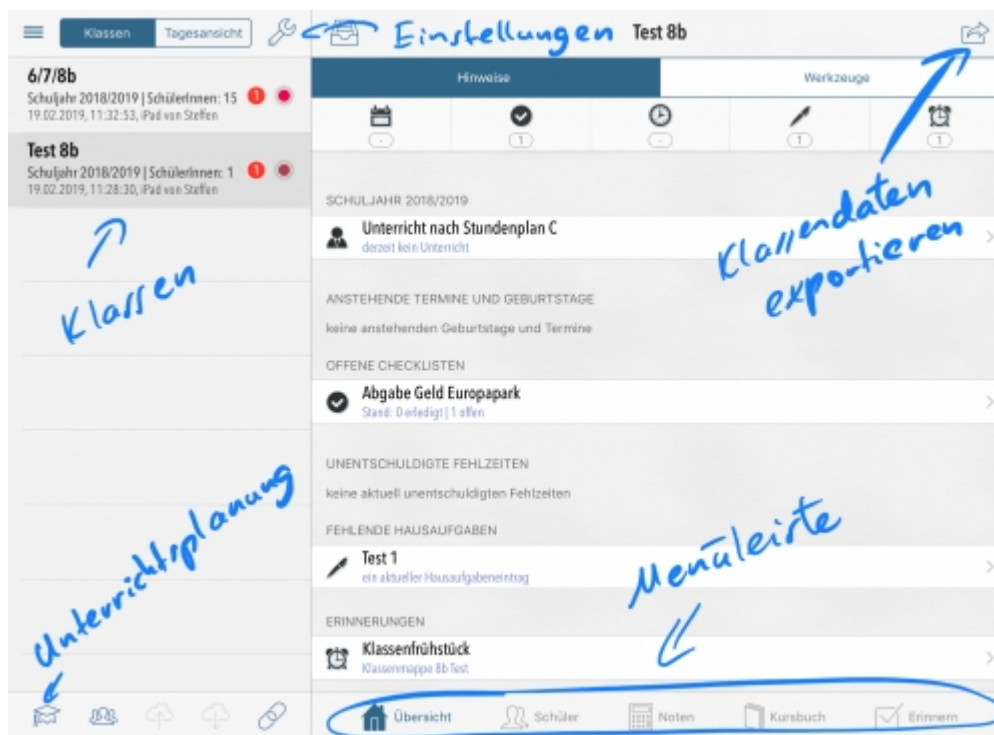 Klassen
Tagesansicht
Einstellungen
Test 8b
6/7/8b
Schuljahr 2018/2019 | SchülerInnen: 15
1
19.02.2019, 11:32:53, iPad von Steffen
Test 8b
Schuljahr 2018/2019 | SchülerInnen: 1
1
19.02.2019, 11:28:30, iPad von Steffen
Klassen
Unterrichtsplanung
Hinweise
Werkzeuge
-
1
-
1
1
SCHULJAHR 2018/2019
Unterricht nach Stundenplan C
derzeit kein Unterricht
Klassendaten
exportieren
ANSTEHENDE TERMINE UND GEBURTSTAGE
keine anstehenden Geburtstage und Termine
OFFENE CHECKLISTEN
Abgabe Geld Europapark
Stand: 0 erledigt | 1 offen
UNENTSCHULDIGTE FEHLZEITEN
keine aktuell unentschuldigten Fehlzeiten
FEHLENDE HAUSAUFGABEN
Test 1
ein aktueller Hausaufgabeneintrag
Menüleiste
ERINNERUNGEN
Klassenfrühstück
Klassenmappe 8b Test
Übersicht
Schüler
Noten
Kursbuch
Erinnern